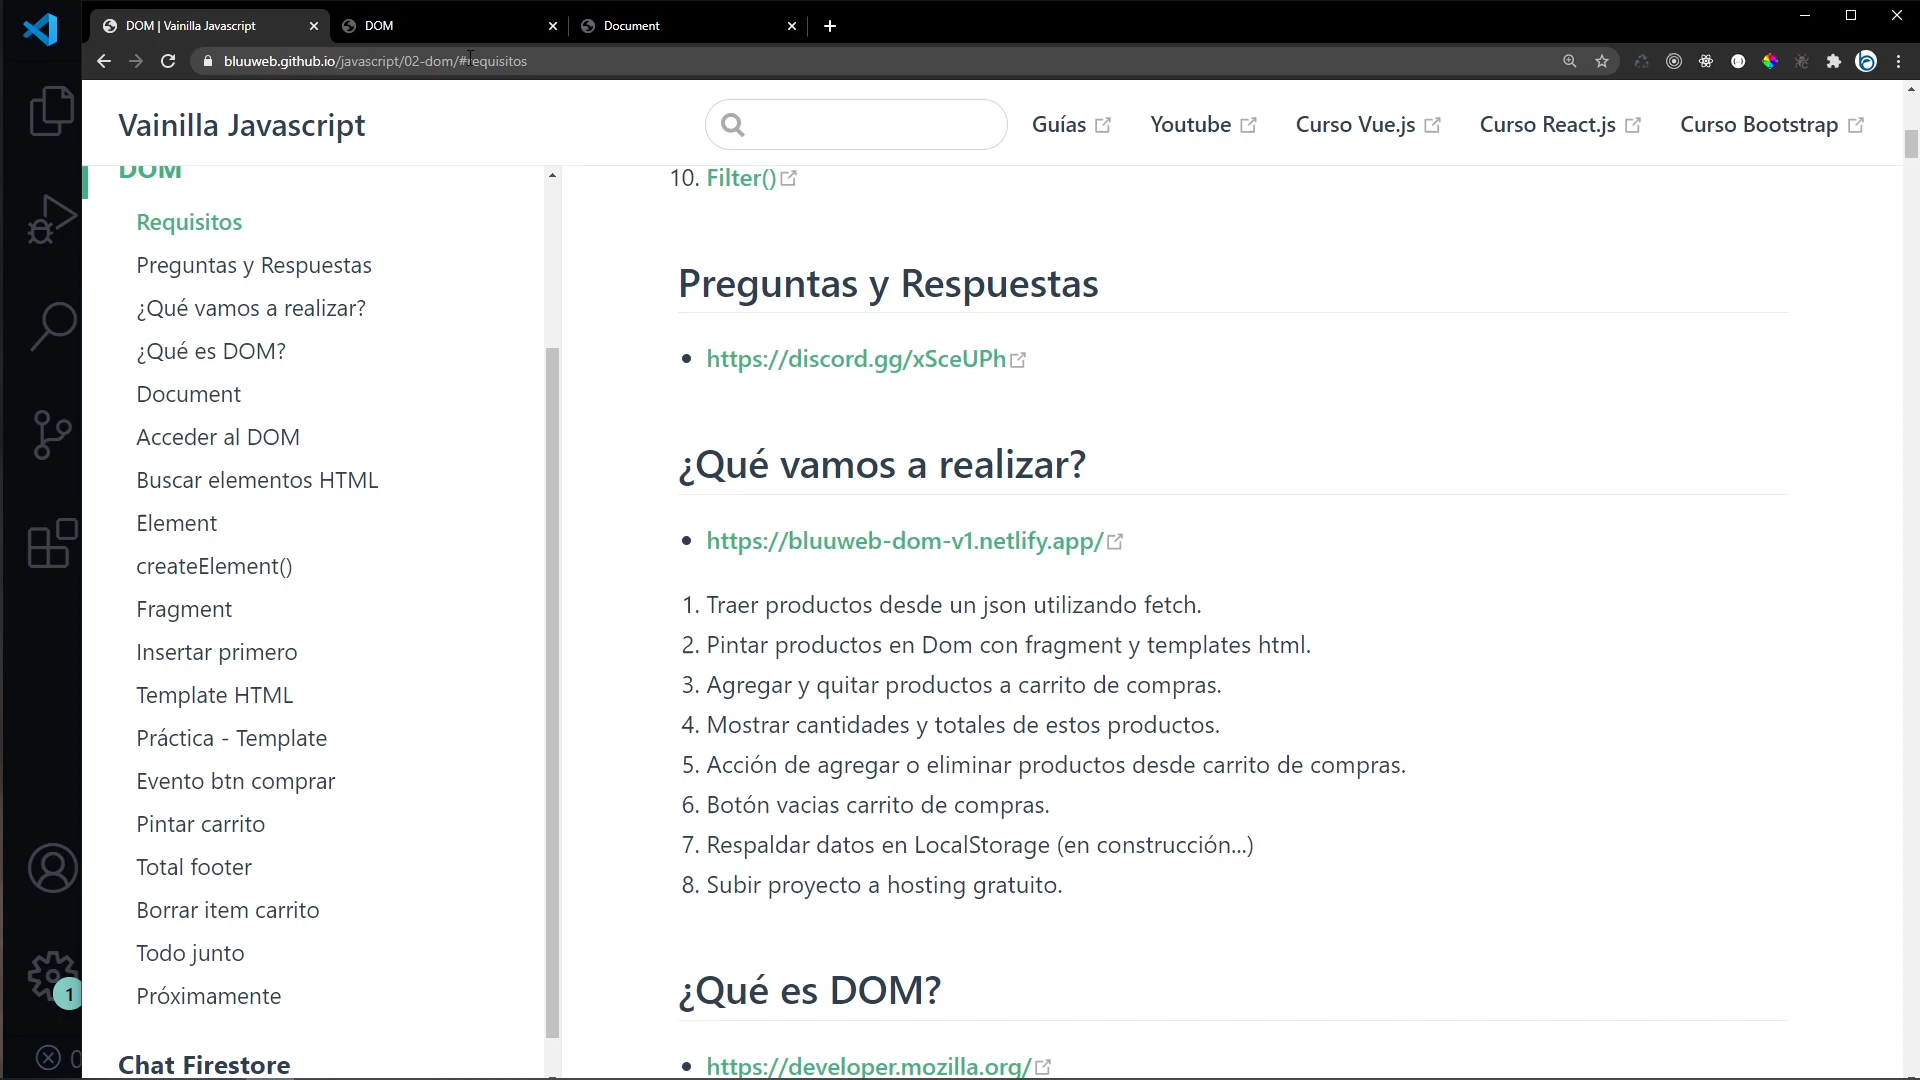 DOM | Vainilla Javascript
DOM
Document
bluuweb.github.io/javascript/02-dom/#requisitos
Vainilla Javascript
Guías
Youtube
Curso Vue.js
Curso React.js
Curso Bootstrap
DOM
Requisitos
Preguntas y Respuestas
¿Qué vamos a realizar?
¿Qué es DOM?
Document
Acceder al DOM
Buscar elementos HTML
Element
createElement()
Fragment
Insertar primero
Template HTML
Práctica - Template
Evento btn comprar
Pintar carrito
Total footer
Borrar item carrito
Todo junto
Próximamente
Chat Firestore
10. Filter()
Preguntas y Respuestas
https://discord.gg/xSceUPh
¿Qué vamos a realizar?
https://bluuweb-dom-v1.netlify.app/
1. Traer productos desde un json utilizando fetch.
2. Pintar productos en Dom con fragment y templates html.
3. Agregar y quitar productos a carrito de compras.
4. Mostrar cantidades y totales de estos productos.
5. Acción de agregar o eliminar productos desde carrito de compras.
6. Botón vacias carrito de compras.
7. Respaldar datos en LocalStorage (en construcción...)
8. Subir proyecto a hosting gratuito.
¿Qué es DOM?
https://developer.mozilla.org/
1
0